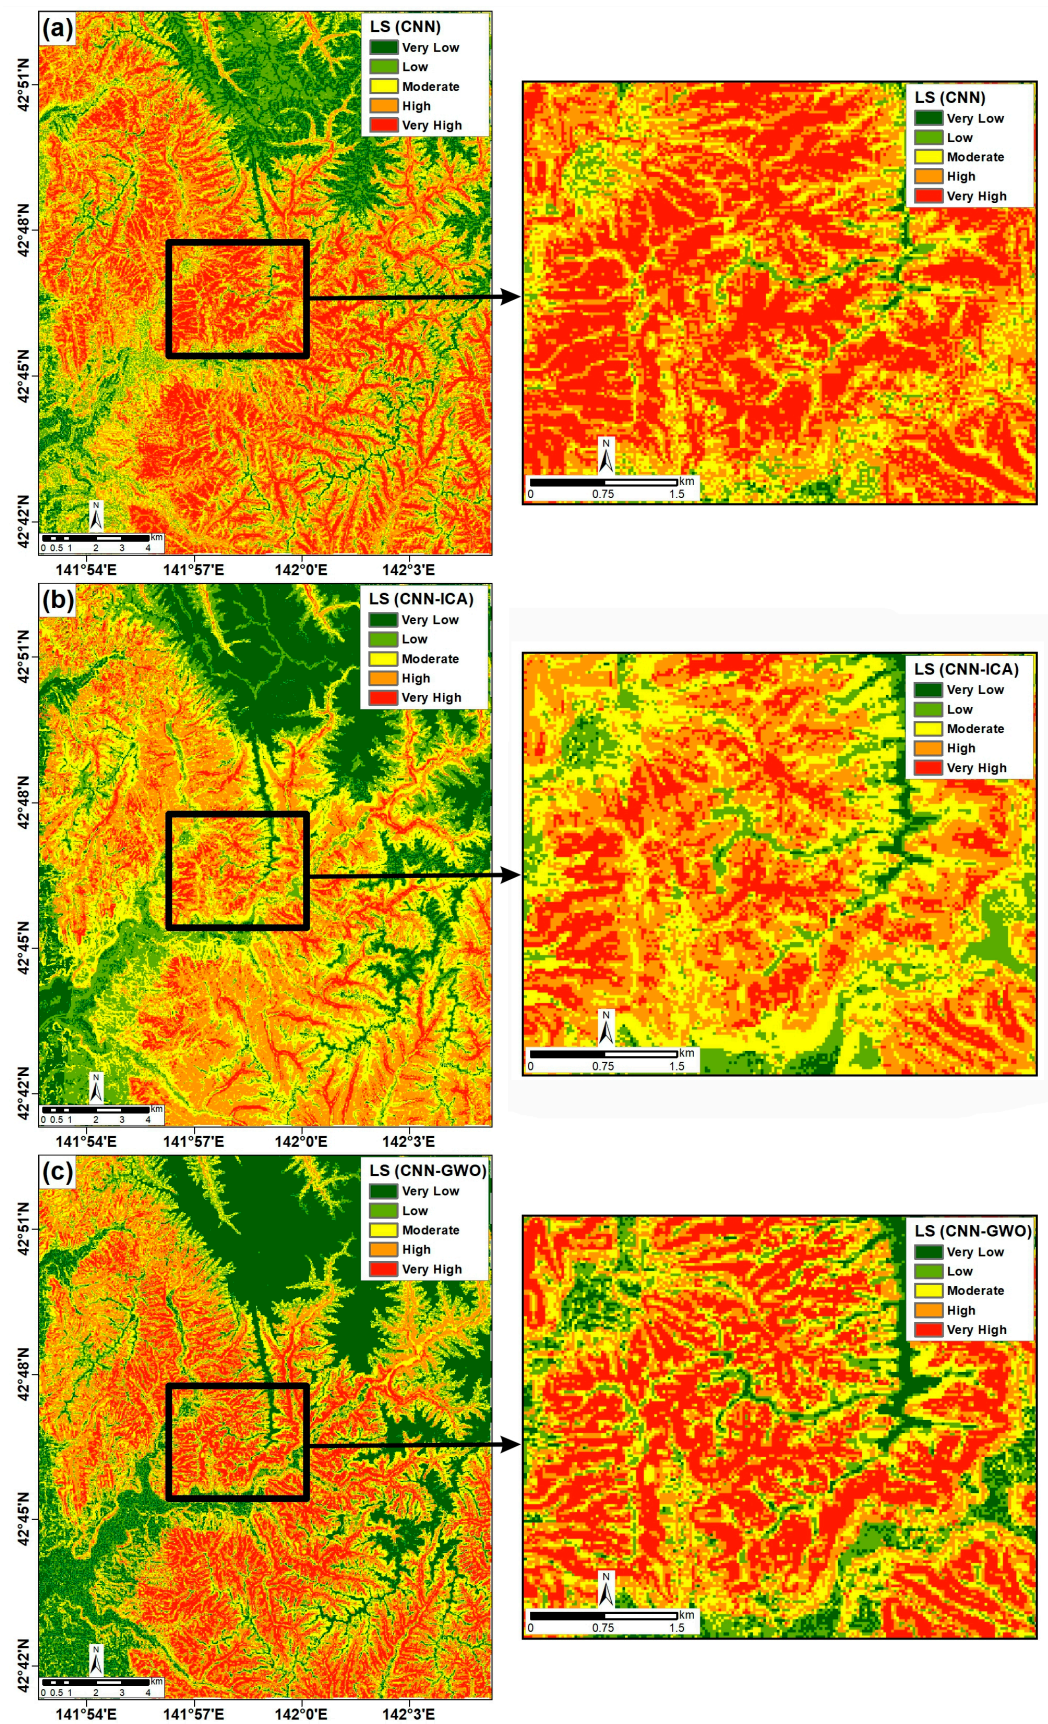 (a)
LS (CNN)
Very Low
Low
Moderate
High
Very High
42°51'N
42°48'N
42°45'N
42°42'N
N
km
0 0.5 1 2 3 4
141°54'E 141°57'E 142°0'E 142°3'E
LS (CNN)
Very Low
Low
Moderate
High
Very High
N
km
0 0.75 1.5
(b)
LS (CNN-ICA)
Very Low
Low
Moderate
High
Very High
42°51'N
42°48'N
42°45'N
42°42'N
N
km
0 0.5 1 2 3 4
141°54'E 141°57'E 142°0'E 142°3'E
LS (CNN-ICA)
Very Low
Low
Moderate
High
Very High
N
km
0 0.75 1.5
(c)
LS (CNN-GWO)
Very Low
Low
Moderate
High
Very High
42°51'N
42°48'N
42°45'N
42°42'N
N
km
0 0.5 1 2 3 4
141°54'E 141°57'E 142°0'E 142°3'E
LS (CNN-GWO)
Very Low
Low
Moderate
High
Very High
N
km
0 0.75 1.5